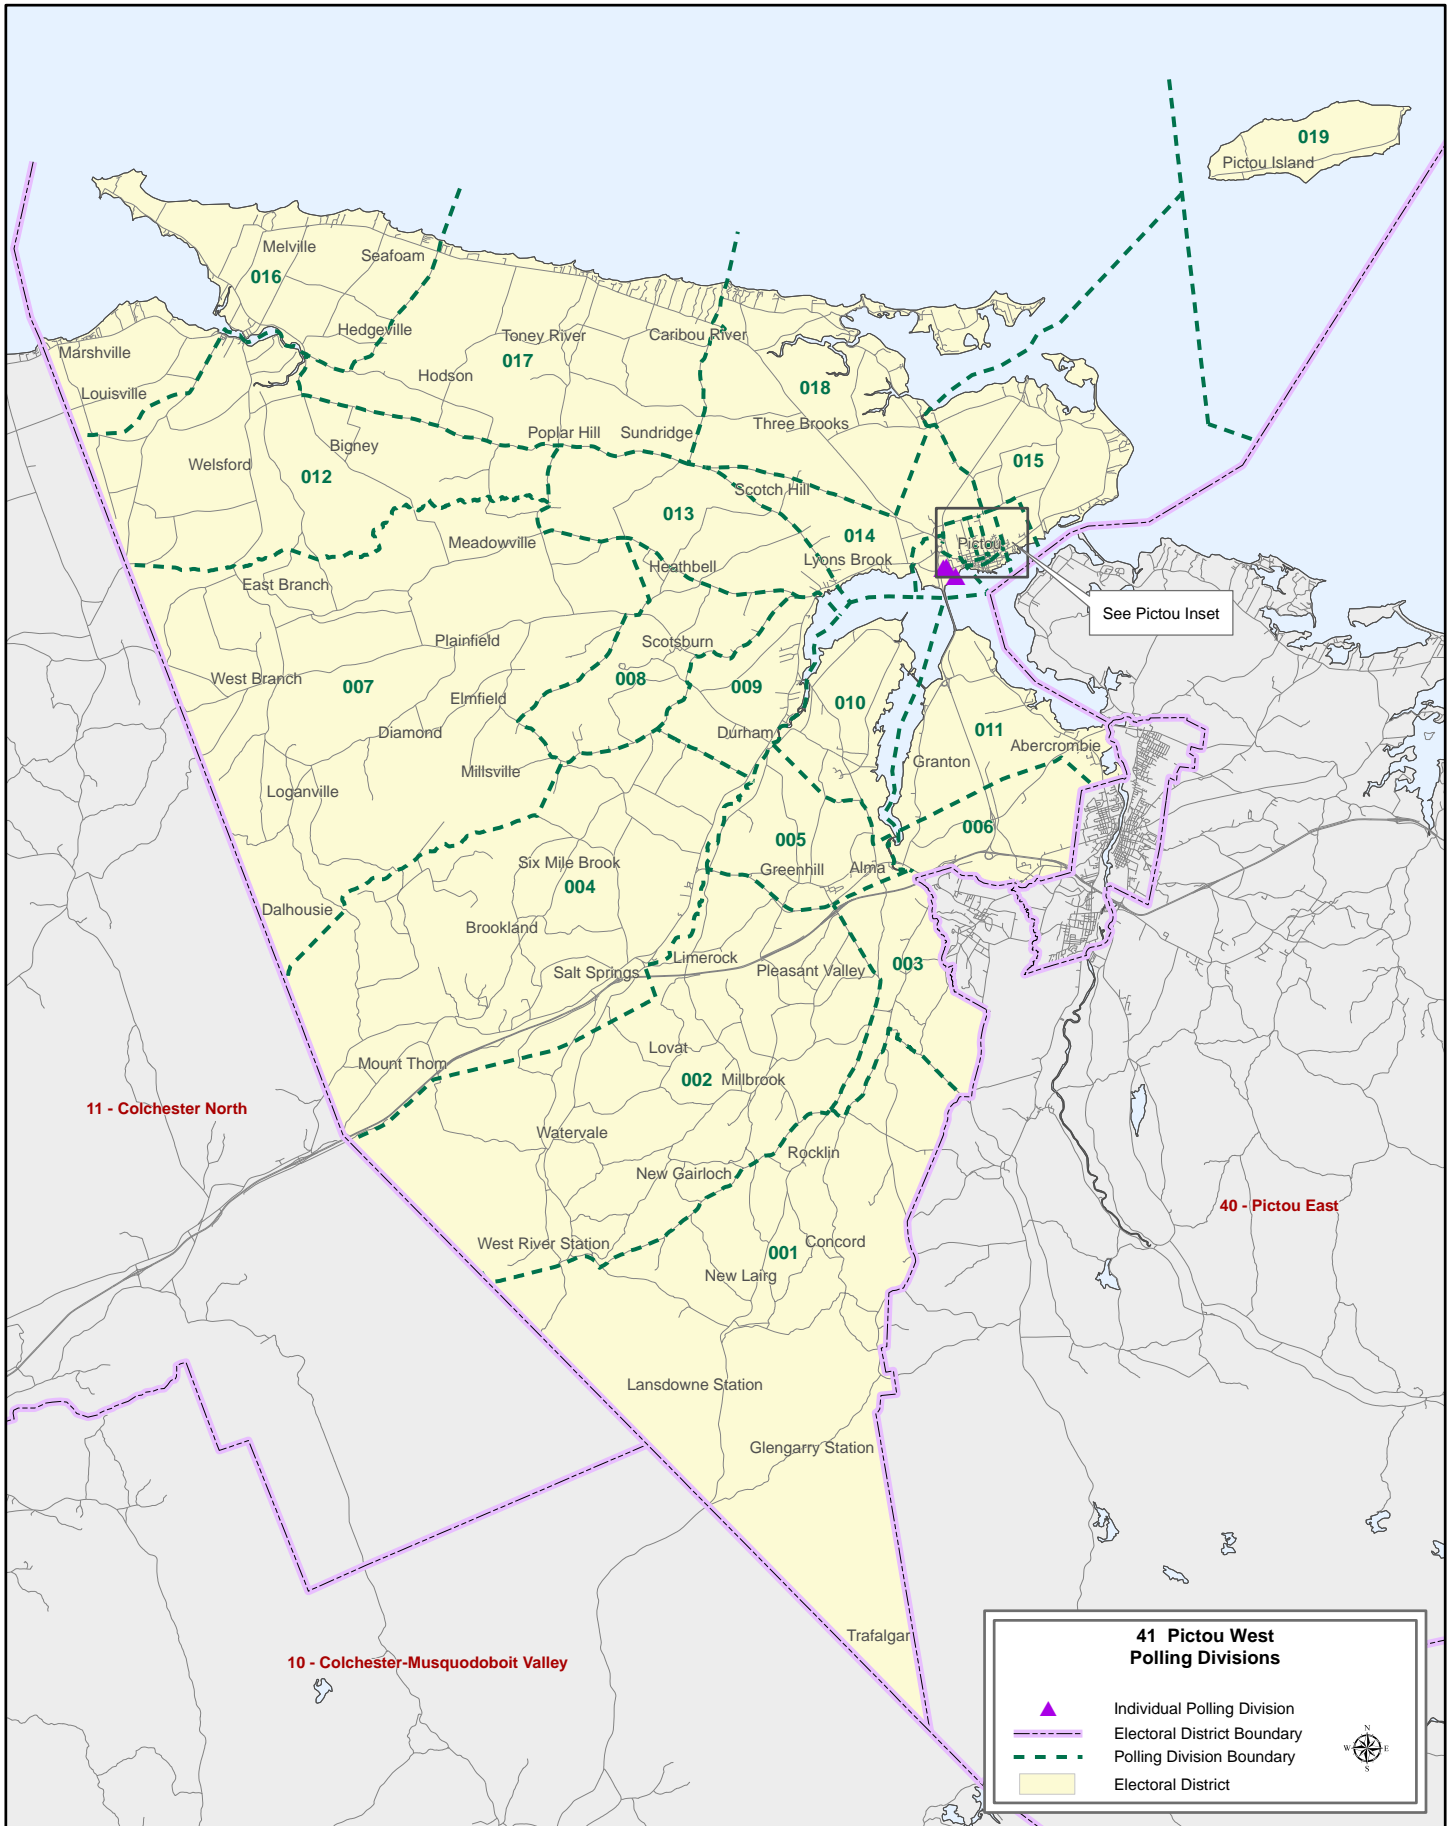 019
Pictou Island
Melville
Seafoam
016
Hedgeville
Toney River
Caribou River
Marshville
017
Hodson
018
Louisville
Three Brooks
Poplar Hill
Sundridge
Bigney
Welsford
015
012
Scotch Hill
013
014
Meadowville
Pictou
Lyons Brook
Heathbell
East Branch
See Pictou Inset
Plainfield
Scotsburn
West Branch
007
008
009
Elmfield
010
Diamond
Durham
011
Abercrombie
Granton
Millsville
Loganville
006
005
Six Mile Brook
Greenhill
Alma
004
Dalhousie
Brookland
Limerock
003
Salt Springs
Pleasant Valley
Lovat
Mount Thom
002
Millbrook
11 - Colchester North
Watervale
Rocklin
New Gairloch
40 - Pictou East
West River Station
Concord
001
New Lairg
Lansdowne Station
Glengarry Station
Trafalgar
10 - Colchester-Musquodoboit Valley
41 Pictou West
Polling Divisions
Individual Polling Division
Electoral District Boundary
Polling Division Boundary
Electoral District
N
W
E
S